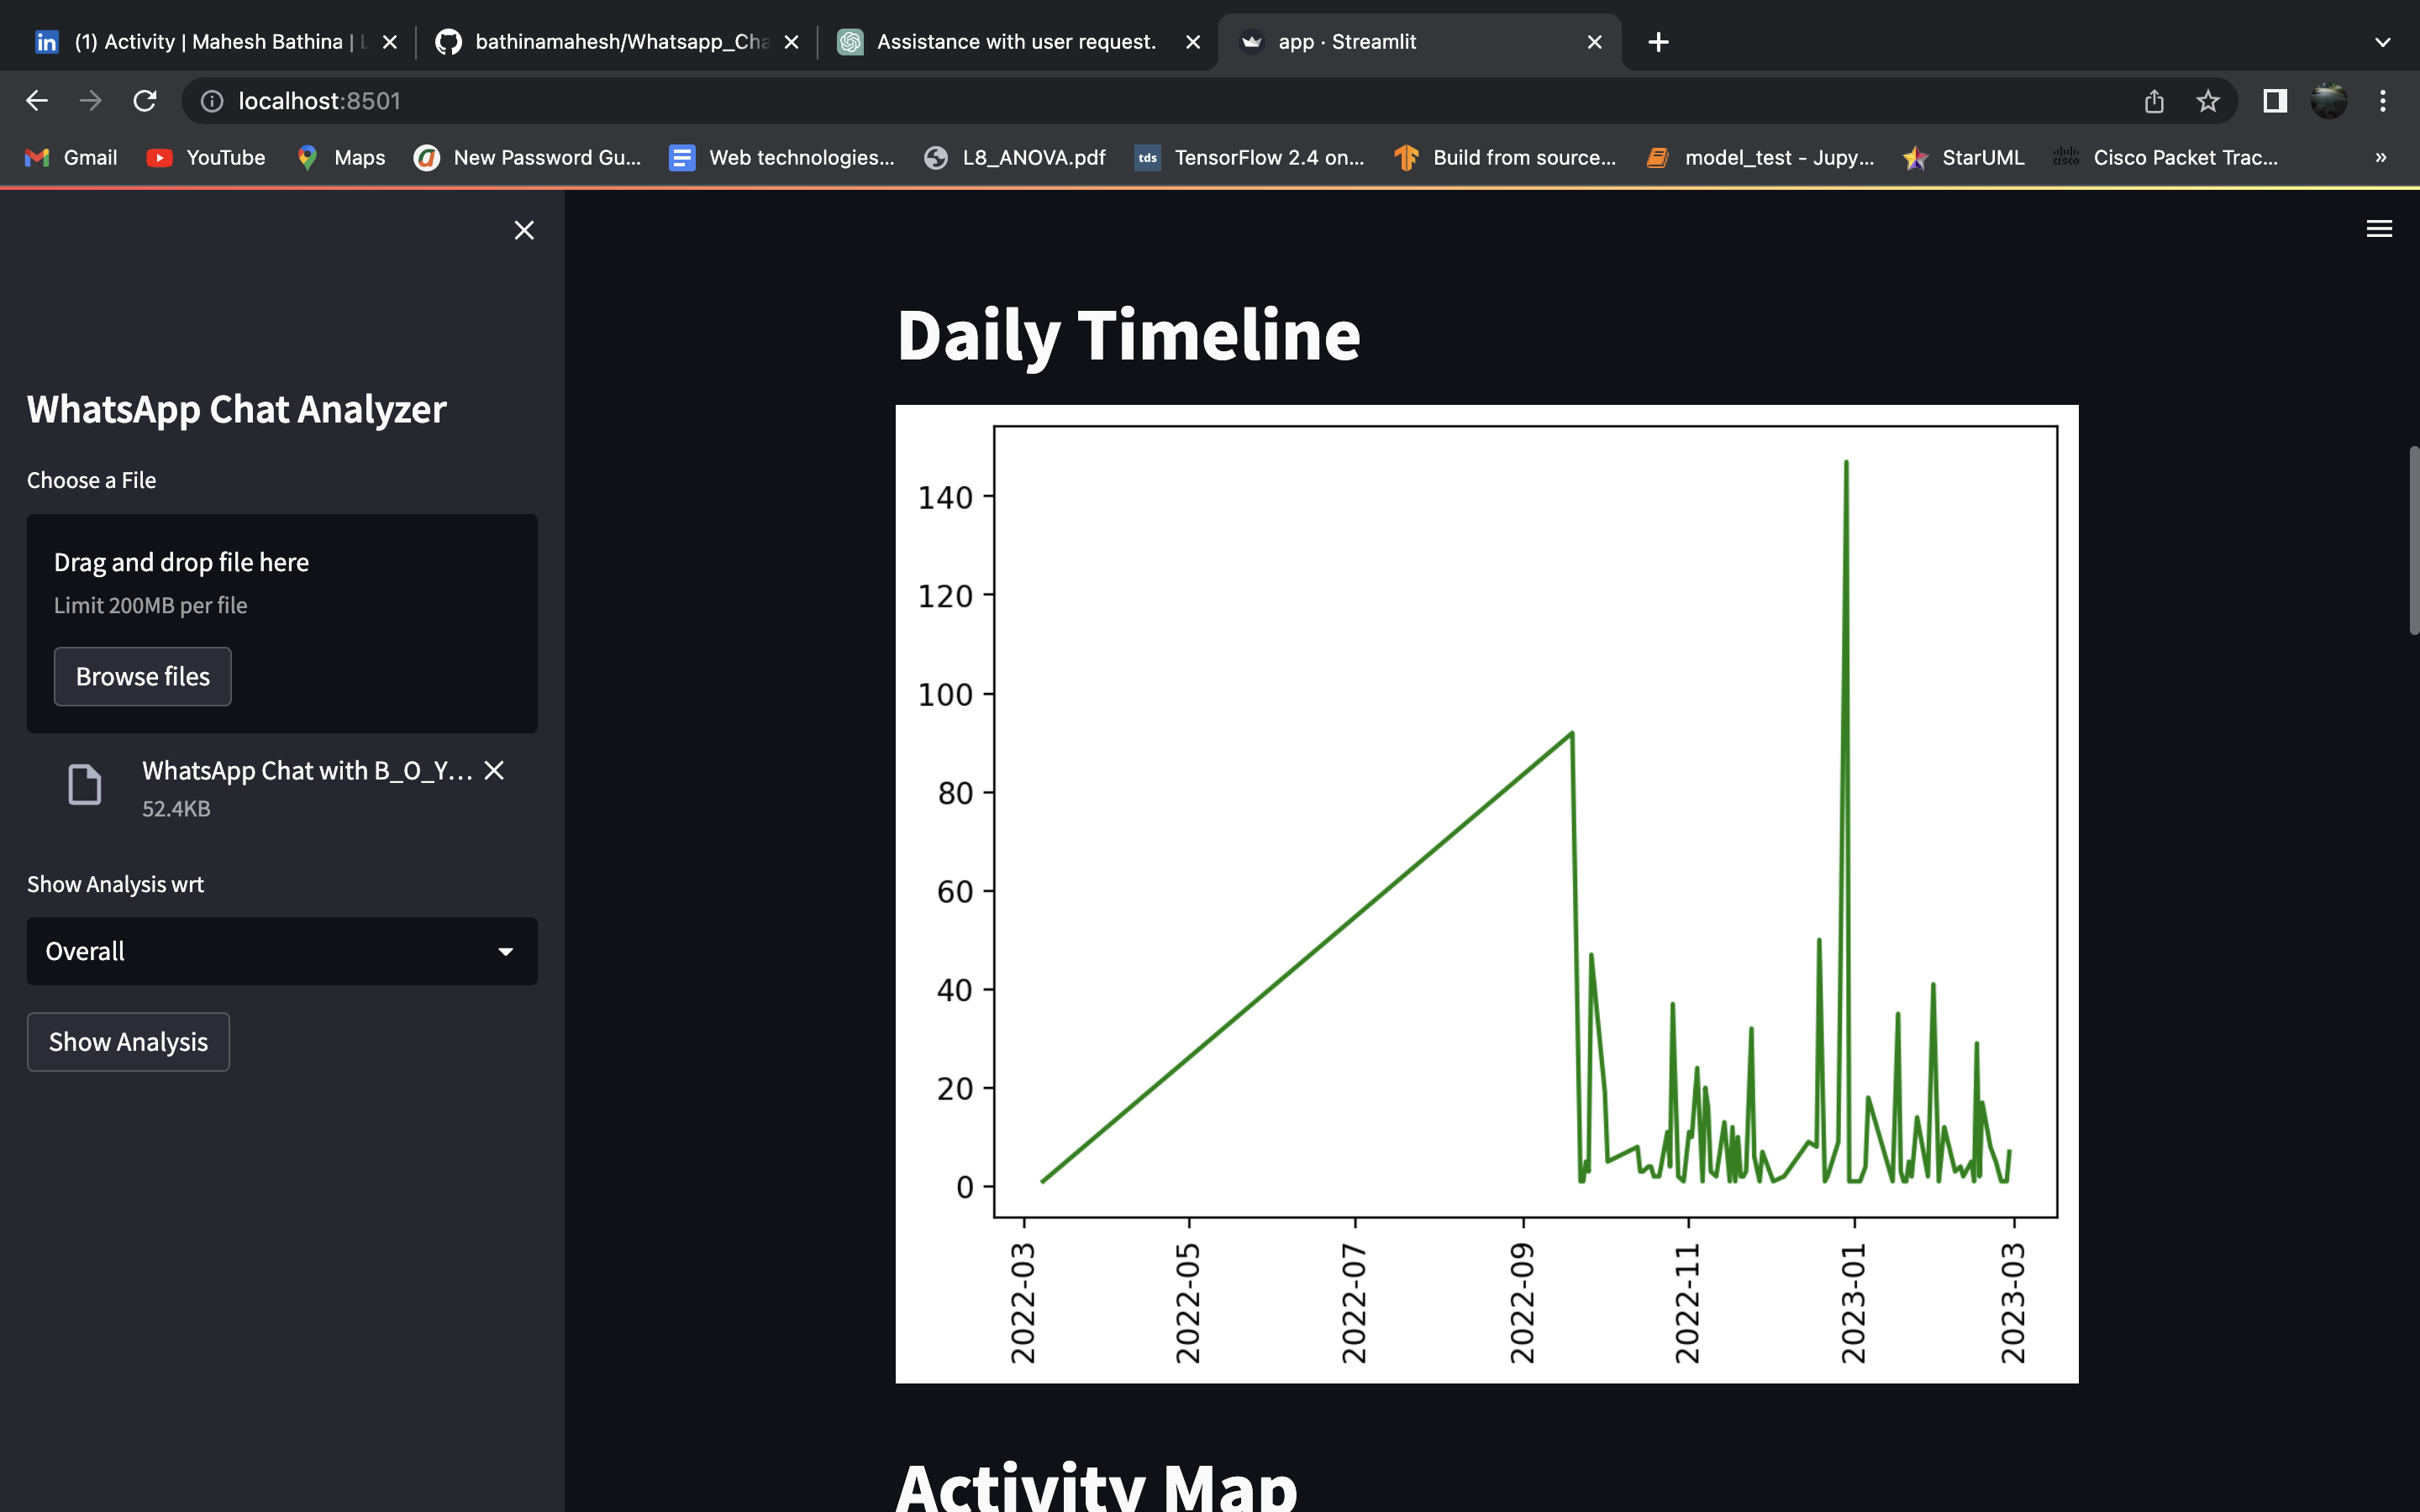 (1) Activity | Mahesh Bathina | L
bathinamahesh/Whatsapp_Cha
Assistance with user request.
app · Streamlit
localhost:8501
Gmail
YouTube
Maps
New Password Gu...
Web technologies...
L8_ANOVA.pdf
tds
TensorFlow 2.4 on...
Build from source...
model_test - Jupy...
StarUML
CISCO
Cisco Packet Trac...
WhatsApp Chat Analyzer
Choose a File
Drag and drop file here
Limit 200MB per file
Browse files
WhatsApp Chat with B_O_Y...
52.4KB
Show Analysis wrt
Overall
Show Analysis
Daily Timeline
140
120
100
80
60
40
20
0
2022-03
2022-05
2022-07
2022-09
2022-11
2023-01
2023-03
Activity Map